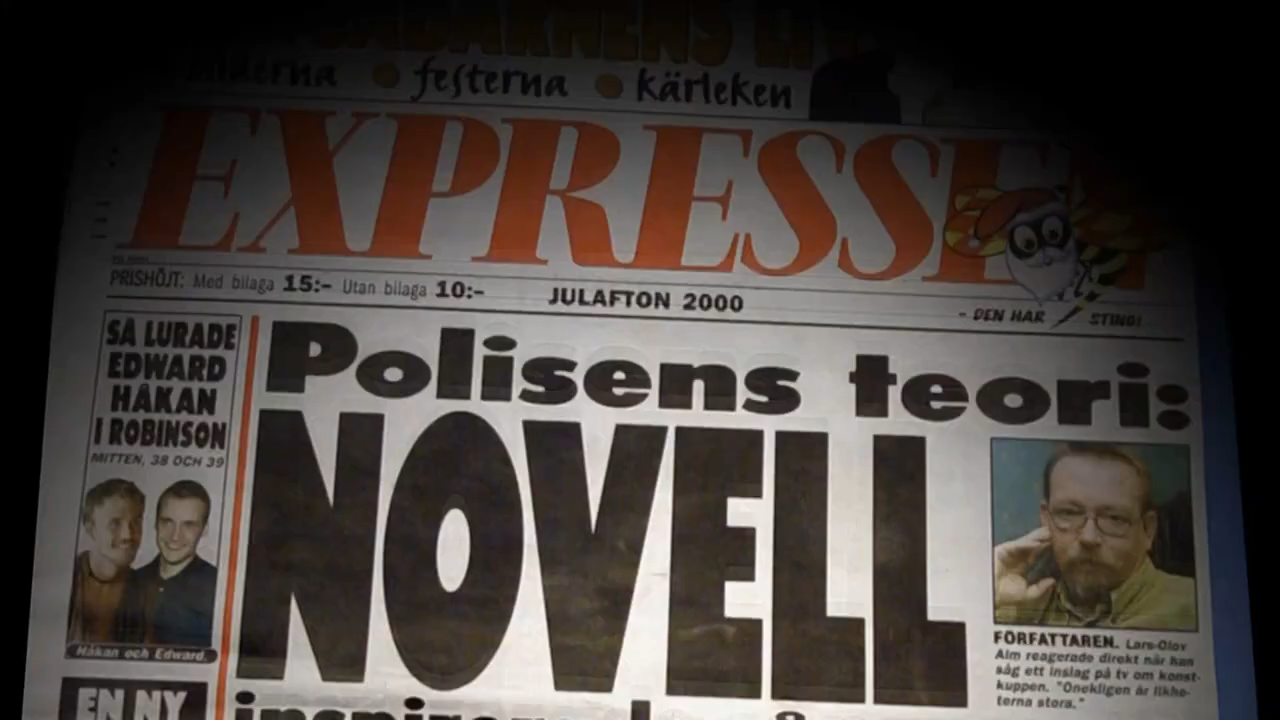 festerna • kärleken
EXPRESSEN
PRISHÖJT: Med bilaga 15:- Utan bilaga 10:-
JULAFTON 2000
- DEN HAR STING!
SÅ LURADE
EDWARD
HÅKAN
I ROBINSON
MITTEN, 38 OCH 39
Håkan och Edward.
EN NY
Polisens teori:
NOVELL
FÖRFATTAREN. Lars-Olov
Alm reagerade direkt när han
såg ett inslag på tv om konst-
kuppen. "Onekligen är likhe-
terna stora."